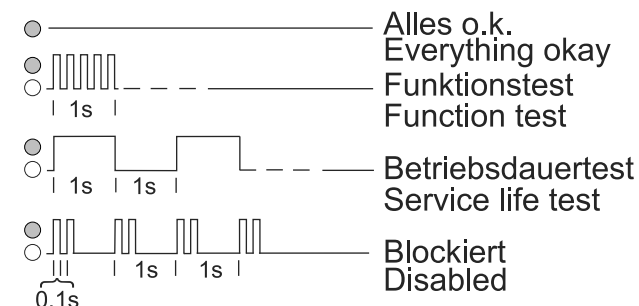 Alles o.k.
Everything okay
Funktionstest
1s
Function test
Betriebsdauertest
1s 1s
Service life test
Blockiert
1s 1s
Disabled
0.1s